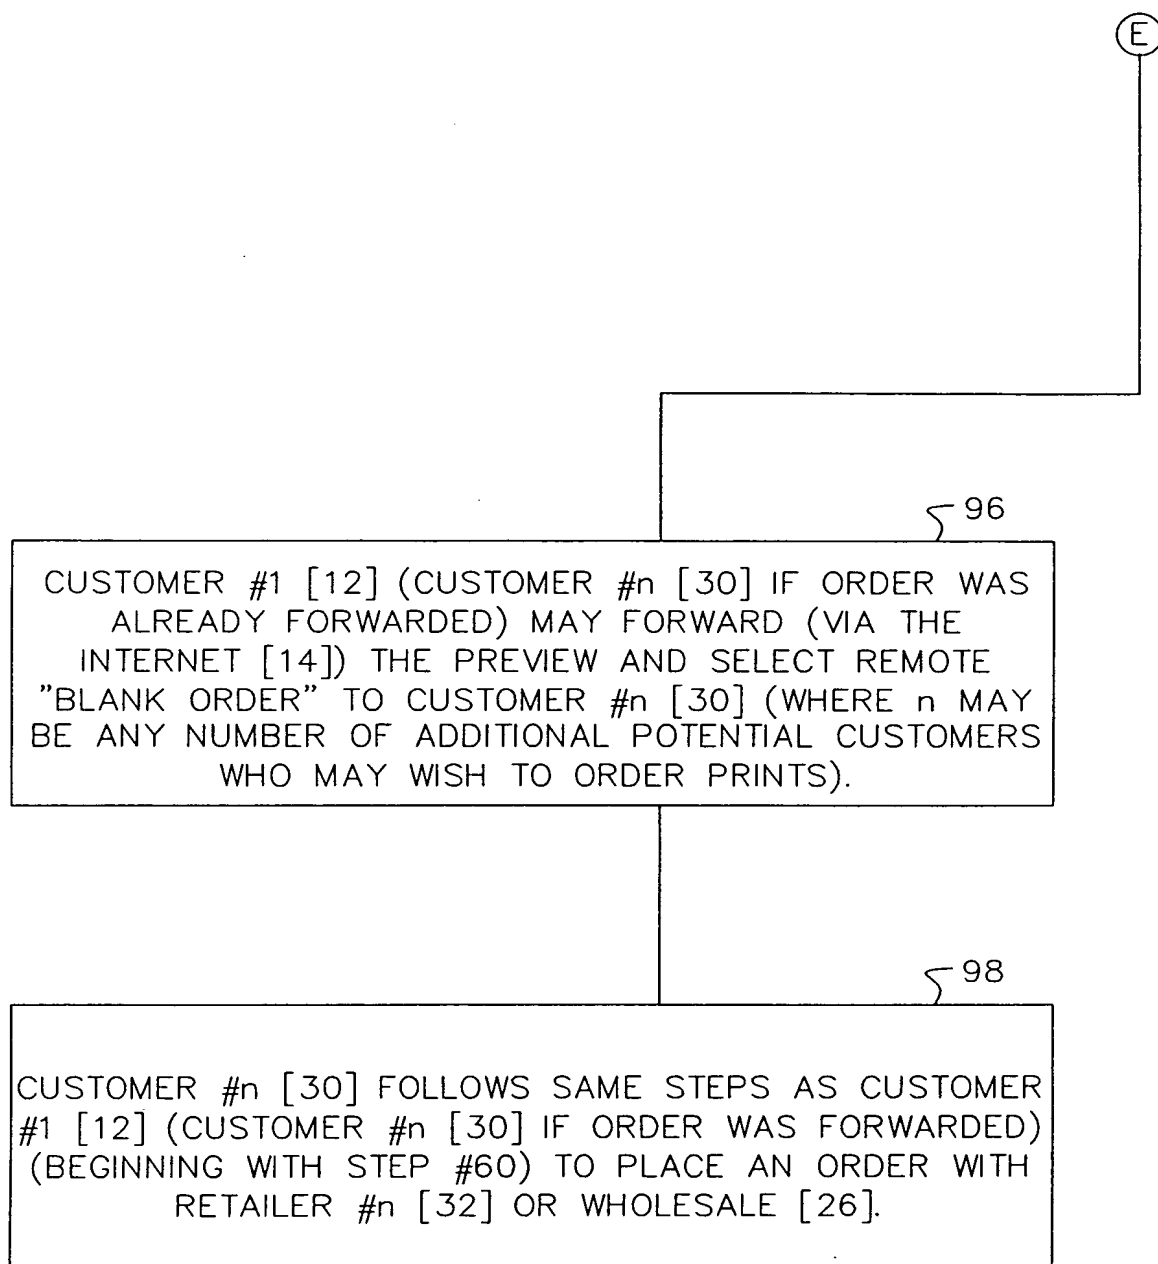 E
96
CUSTOMER #1 [12] (CUSTOMER #n [30] IF ORDER WAS
ALREADY FORWARDED) MAY FORWARD (VIA THE
INTERNET [14]) THE PREVIEW AND SELECT REMOTE
"BLANK ORDER" TO CUSTOMER #n [30] (WHERE n MAY
BE ANY NUMBER OF ADDITIONAL POTENTIAL CUSTOMERS
WHO MAY WISH TO ORDER PRINTS).
98
CUSTOMER #n [30] FOLLOWS SAME STEPS AS CUSTOMER
#1 [12] (CUSTOMER #n [30] IF ORDER WAS FORWARDED)
(BEGINNING WITH STEP #60) TO PLACE AN ORDER WITH
RETAILER #n [32] OR WHOLESALE [26].